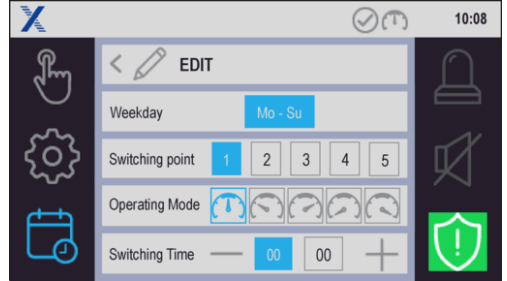 X
10:08
EDIT
Weekday Mo - Su
Switching point 1 2 3 4 5
Operating Mode
Switching Time 00 00